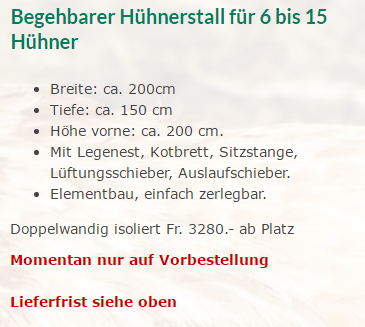 Begehbarer Hühnerstall für 6 bis 15
Hühner
Breite: ca. 200cm
Tiefe: ca. 150 cm
Höhe vorne: ca. 200 cm.
Mit Legenest, Kotbrett, Sitzstange,
Lüftungsschieber, Auslaufschieber.
Elementbau, einfach zerlegbar.
Doppelwandig isoliert Fr. 3280.- ab Platz
Momentan nur auf Vorbestellung
Lieferfrist siehe oben